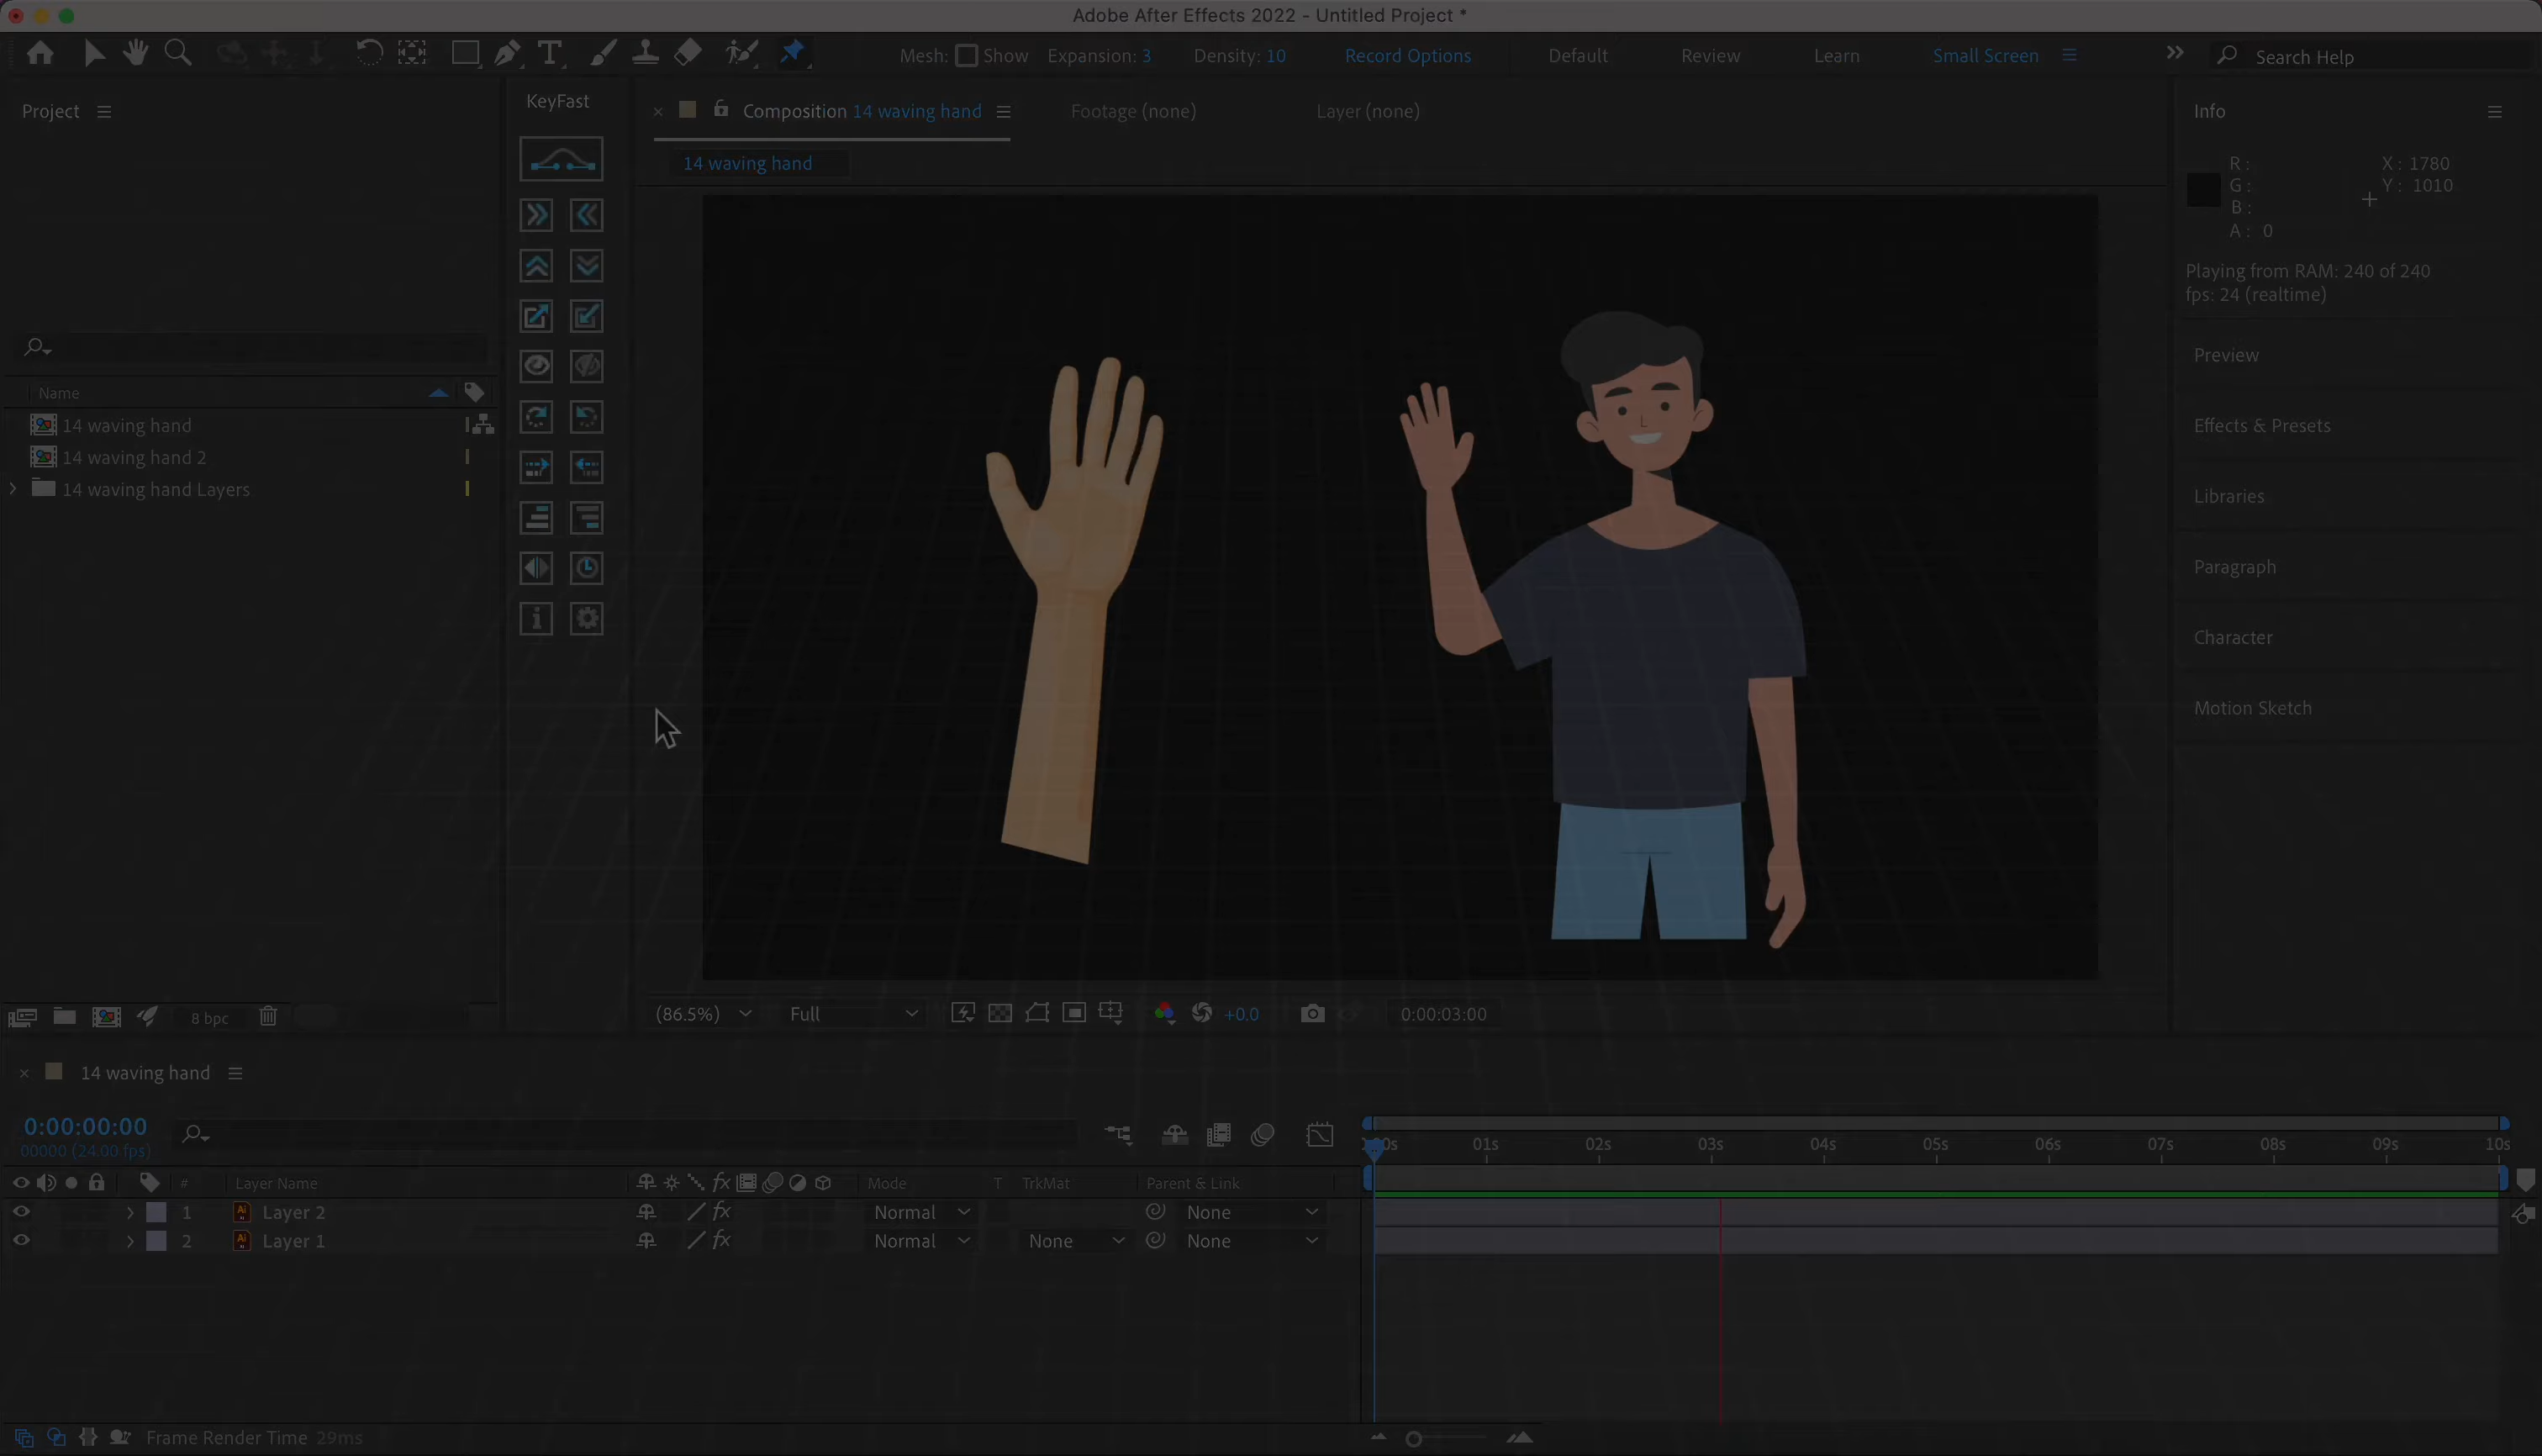 Adobe After Effects 2022 - Untitled Project *
Mesh: Show Expansion: 3 Density: 10 Record Options Default Review Learn Small Screen Search Help
Project
KeyFast
Composition 14 waving hand Footage (none) Layer (none)
14 waving hand
Info
R :
G :
B :
A : 0
X : 1780
Y : 1010
Playing from RAM: 240 of 240
fps: 24 (realtime)
Preview
Effects & Presets
Libraries
Paragraph
Character
Motion Sketch
Name
14 waving hand
14 waving hand 2
14 waving hand Layers
8 bpc
(86.5%) Full +0.0 0:00:03:00
14 waving hand
0:00:00:00
00000 (24.00 fps)
01s 02s 03s 04s 05s 06s 07s 08s 09s 10s
# Layer Name fx Mode T TrkMat Parent & Link
1 Ai Layer 2 fx Normal None
2 Ai Layer 1 fx Normal None None
Frame Render Time 29ms